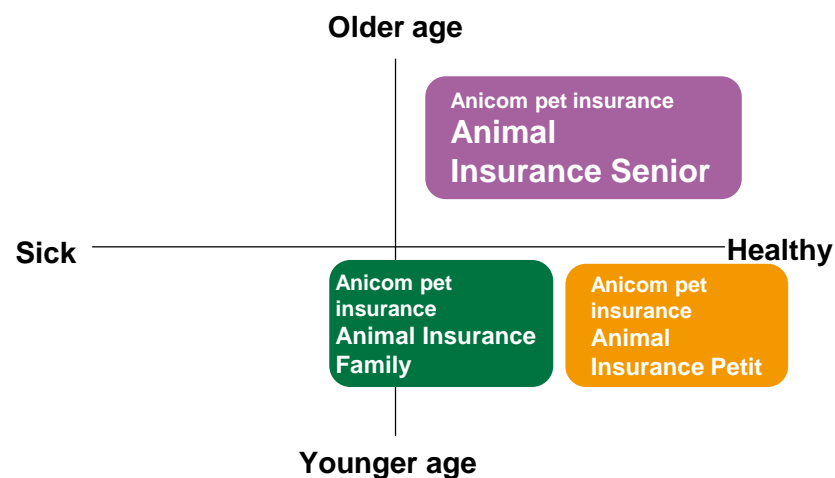 Older age
Anicom pet insurance
Animal
Insurance Senior
Sick
Healthy
Anicom pet
insurance
Animal Insurance
Family
Anicom pet
insurance
Animal
Insurance Petit
Younger age